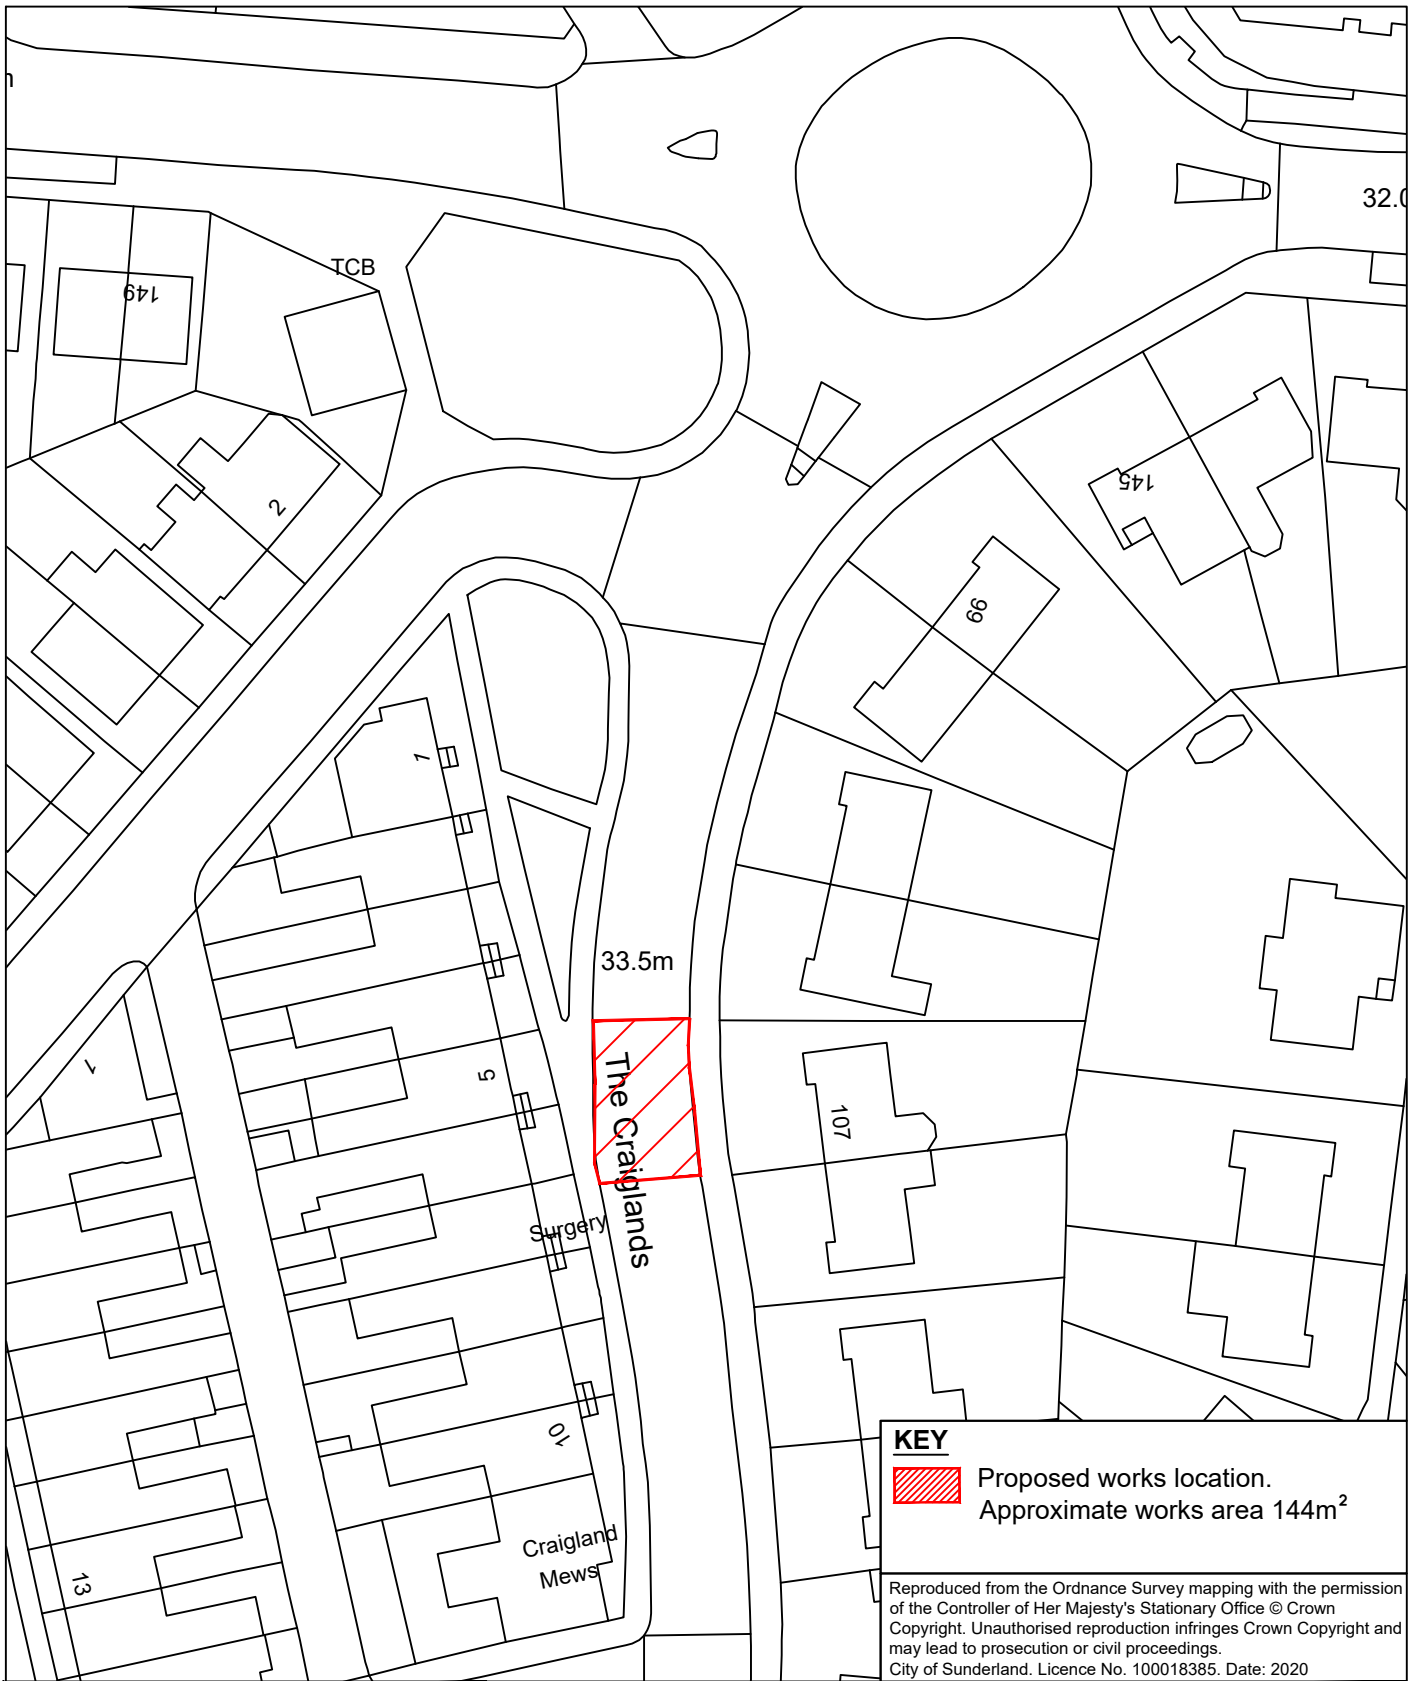 32.0
TCB
149
145
2
66
1
33.5m
The Craiglands
5
1
107
Surgery
10
Craigland
Mews
13
KEY
Proposed works location.
Approximate works area 144m²
Reproduced from the Ordnance Survey mapping with the permission
of the Controller of Her Majesty's Stationary Office © Crown
Copyright. Unauthorised reproduction infringes Crown Copyright and
may lead to prosecution or civil proceedings.
City of Sunderland. Licence No. 100018385. Date: 2020